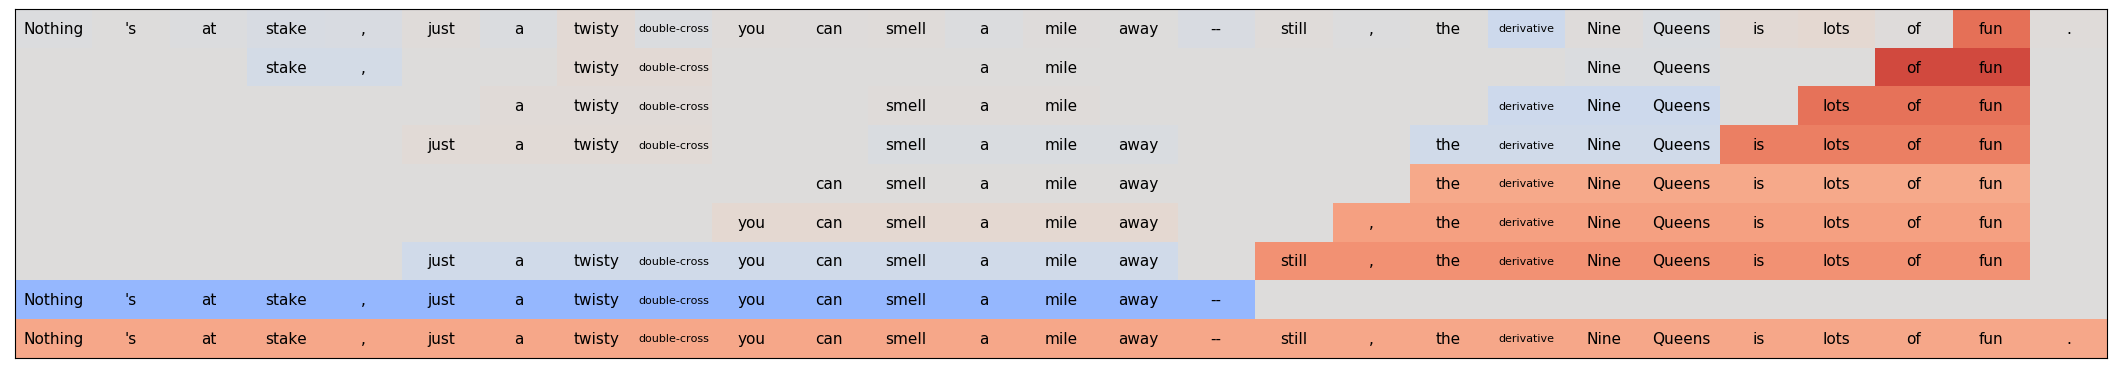 Nothing 's at stake , just a twisty double-cross you can smell a mile away -- still , the derivative Nine Queens is lots of fun .
stake , twisty double-cross a mile Nine Queens of fun
a twisty double-cross smell a mile derivative Nine Queens lots of fun
just a twisty double-cross smell a mile away the derivative Nine Queens is lots of fun
can smell a mile away the derivative Nine Queens is lots of fun
you can smell a mile away , the derivative Nine Queens is lots of fun
just a twisty double-cross you can smell a mile away still , the derivative Nine Queens is lots of fun
Nothing 's at stake , just a twisty double-cross you can smell a mile away --
Nothing 's at stake , just a twisty double-cross you can smell a mile away -- still , the derivative Nine Queens is lots of fun .